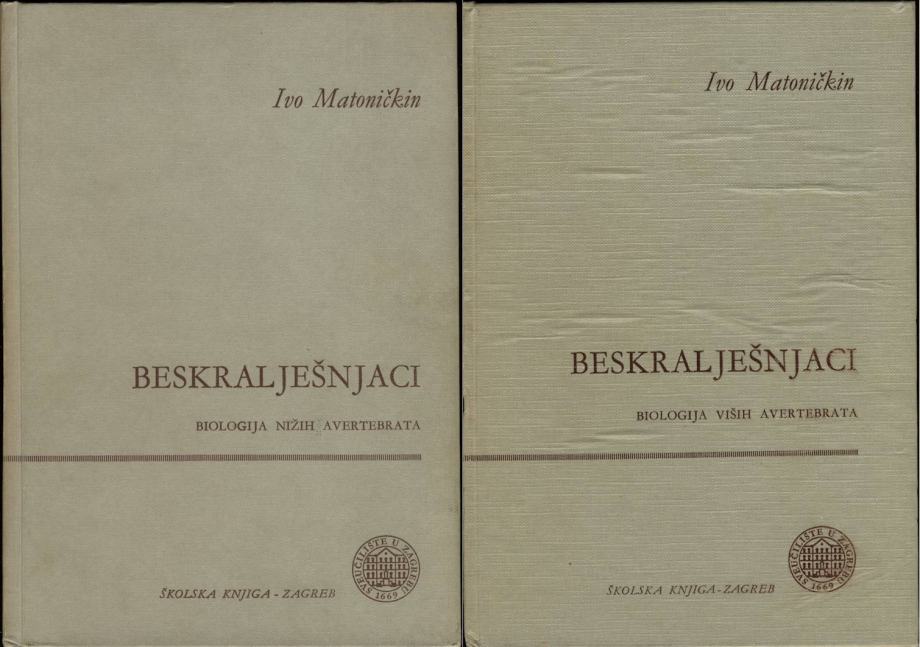 Ivo Matoničkin
BESKRALJEŠNJACI
BIOLOGIJA NIŽIH AVERTEBRATA
ŠKOLSKA KNJIGA - ZAGREB
SVEUČILIŠTE U ZAGREBU
1669
Ivo Matoničkin
BESKRALJEŠNJACI
BIOLOGIJA VIŠIH AVERTEBRATA
ŠKOLSKA KNJIGA - ZAGREB
SVEUČILIŠTE U ZAGREBU
1669